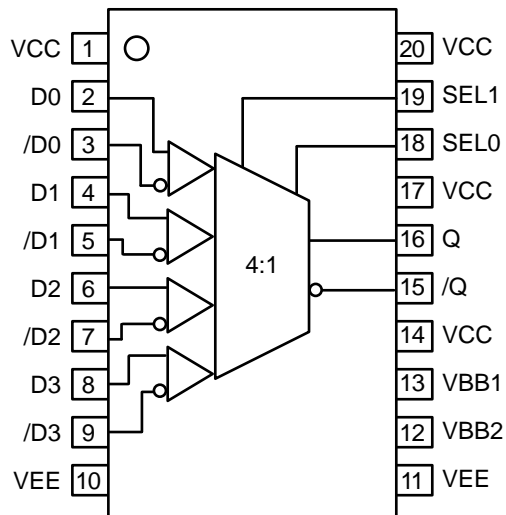 VCC 1 20 VCC
D0 2 19 SEL1
/D0 3 18 SEL0
D1 4 17 VCC
/D1 5 16 Q
4:1
D2 6 15 /Q
/D2 7 14 VCC
D3 8 13 VBB1
/D3 9 12 VBB2
VEE 10 11 VEE